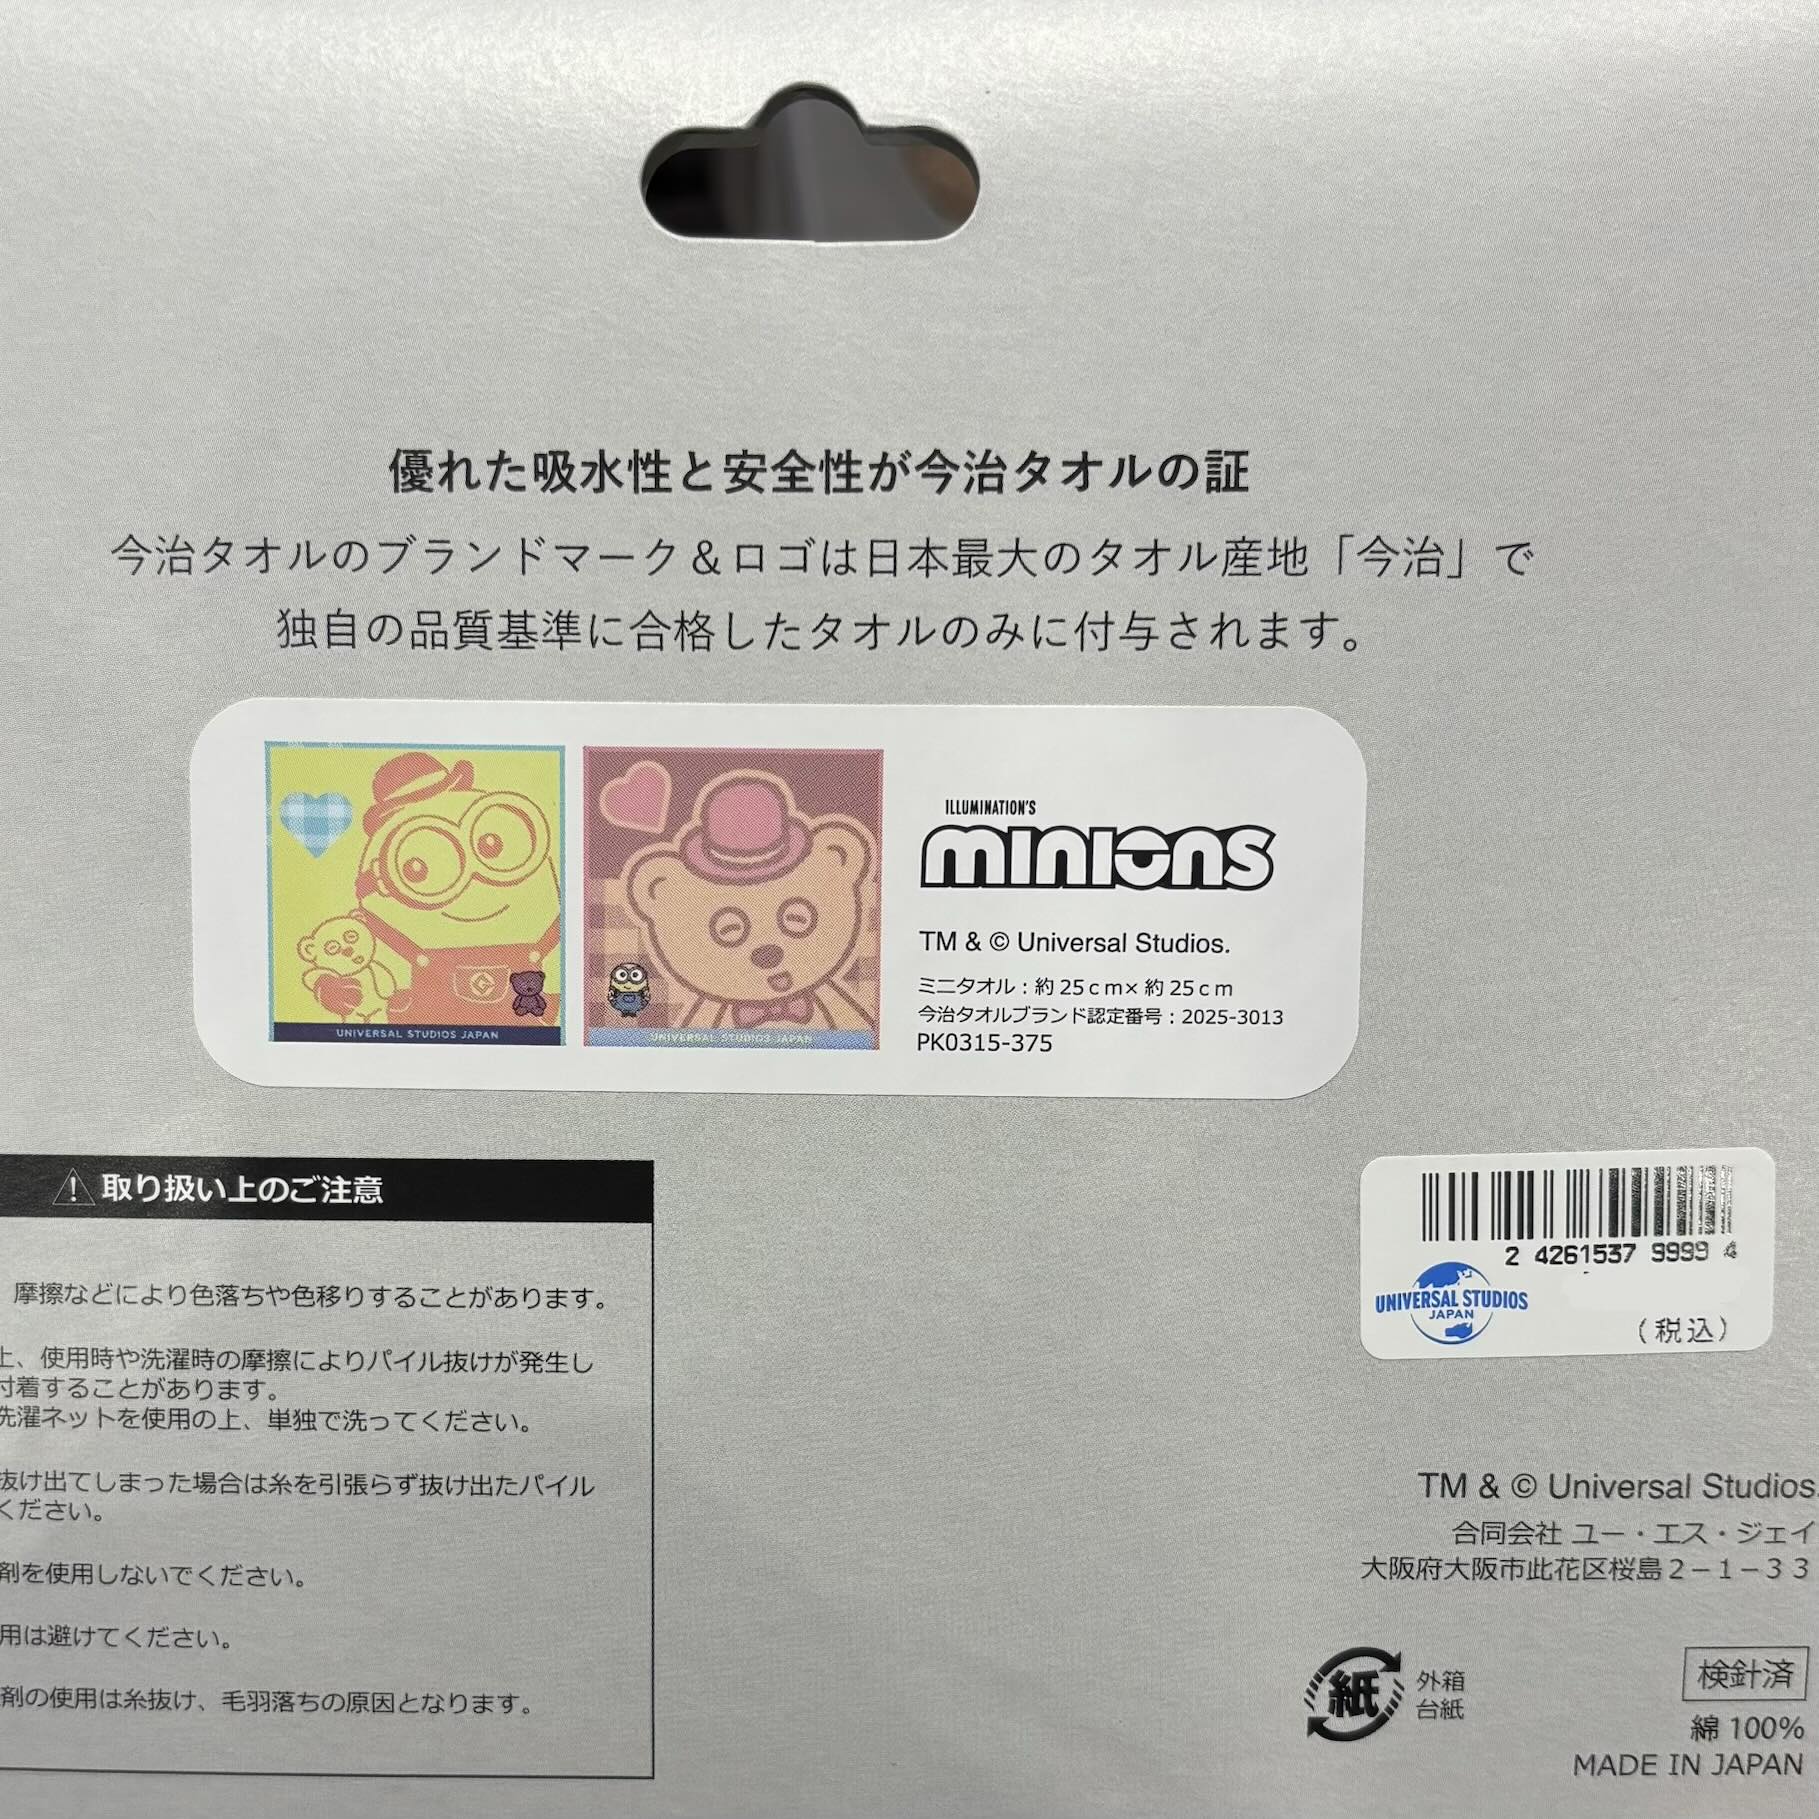 優れた吸水性と安全性が今治タオルの証
今治タオルのブランドマーク＆ロゴは日本最大のタオル産地「今治」で
独自の品質基準に合格したタオルのみに付与されます。
UNIVERSAL STUDIOS JAPAN
UNIVERSAL STUDIOS JAPAN
ILLUMINATION'S
minions
TM & © Universal Studios.
ミニタオル：約25cm×約25cm
今治タオルブランド認定番号：2025-3013
PK0315-375
取り扱い上のご注意
摩擦などにより色落ちや色移りすることがあります。
上、使用時や洗濯時の摩擦によりパイル抜けが発生し
付着することがあります。
洗濯ネットを使用の上、単独で洗ってください。
抜け出てしまった場合は糸を引張らず抜け出たパイル
ください。
剤を使用しないでください。
用は避けてください。
剤の使用は糸抜け、毛羽落ちの原因となります。
2 4261537 9999 4
UNIVERSAL STUDIOS
JAPAN
（税込）
TM & © Universal Studios.
合同会社 ユー・エス・ジェイ
大阪府大阪市此花区桜島２－１－３３
紙
外箱
台紙
検針済
綿 100%
MADE IN JAPAN